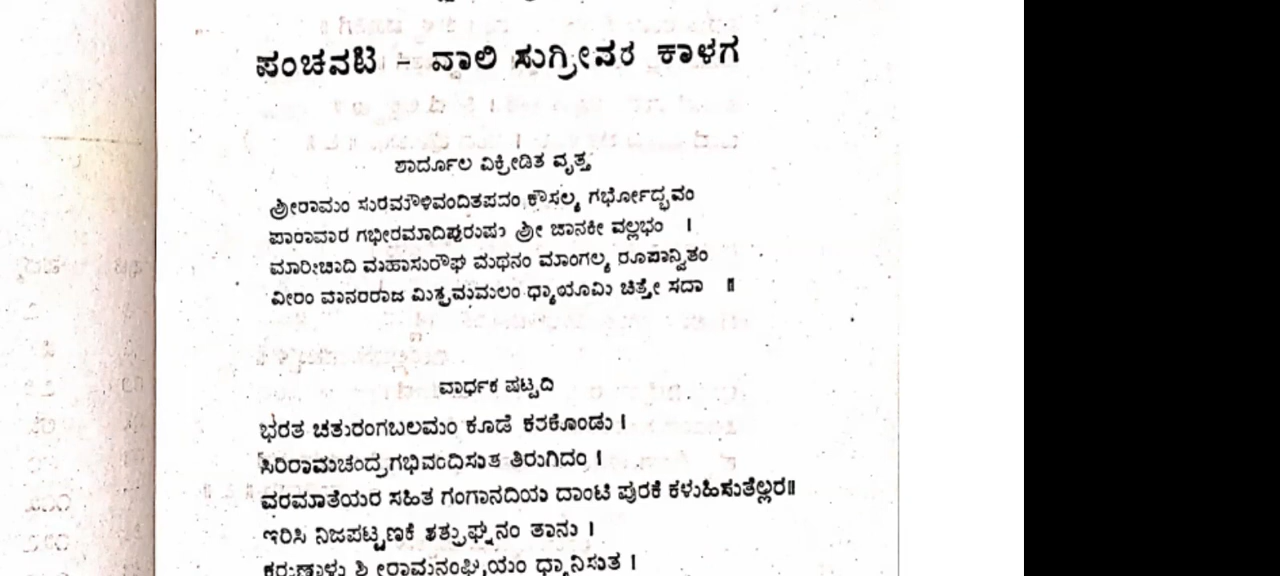 ಪಂಚವಟಿ - ವಾಲಿ ಸುಗ್ರೀವರ ಕಾಳಗ
ಶಾರ್ದೂಲ ವಿಕ್ರೀಡಿತ ವೃತ್ತ
ಶ್ರೀರಾಮಂ ಸುರಮೌಳಿವಂದಿತಪದಂ ಕೌಸಲ್ಯ ಗರ್ಭೋದ್ಭವಂ
ಪಾರಾವಾರ ಗಭೀರಮಾದಿಪುರುಷಂ ಶ್ರೀ ಜಾನಕೀ ವಲ್ಲಭಂ ।
ಮಾರೀಚಾದಿ ಮಹಾಸುರೌಘ ಮಥನಂ ಮಾಂಗಲ್ಯ ರೂಪಾನ್ವಿತಂ
ವೀರಂ ವಾನರರಾಜ ಮಿತ್ರಮಮಲಂ ಧ್ಯಾಯಾಮಿ ಚಿತ್ತೇ ಸದಾ ॥
ವಾರ್ಧಕ ಷಟ್ಪದಿ
ಭರತ ಚತುರಂಗಬಲಮಂ ಕೂಡೆ ಕರಕೊಂಡು ।
ಸಿರಿರಾಮಚಂದ್ರಗಭಿವಂದಿಸುತ ತಿರುಗಿದಂ ।
ವರಮಾತೆಯರ ಸಹಿತ ಗಂಗಾನದಿಯ ದಾಂಟಿ ಪುರಕೆ ಕಳುಹಿಸುತೆಲ್ಲರ॥
ಇರಿಸಿ ನಿಜಪಟ್ಟಣಕೆ ಶತ್ರುಘ್ನನಂ ತಾನು ।
ಕರುಣಾಳು ಶ್ರೀರಾಮನಂಘ್ರಿಯಂ ಧ್ಯಾನಿಸುತ ।